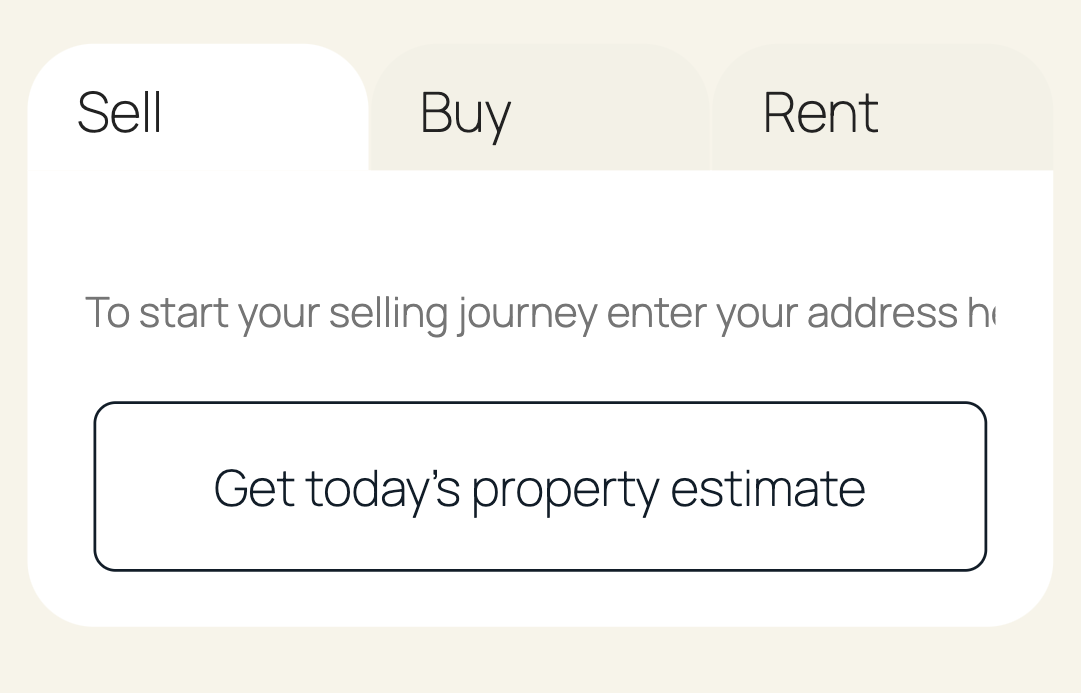 Sell
Buy
Rent
To start your selling journey enter your address
Get today's property estimate